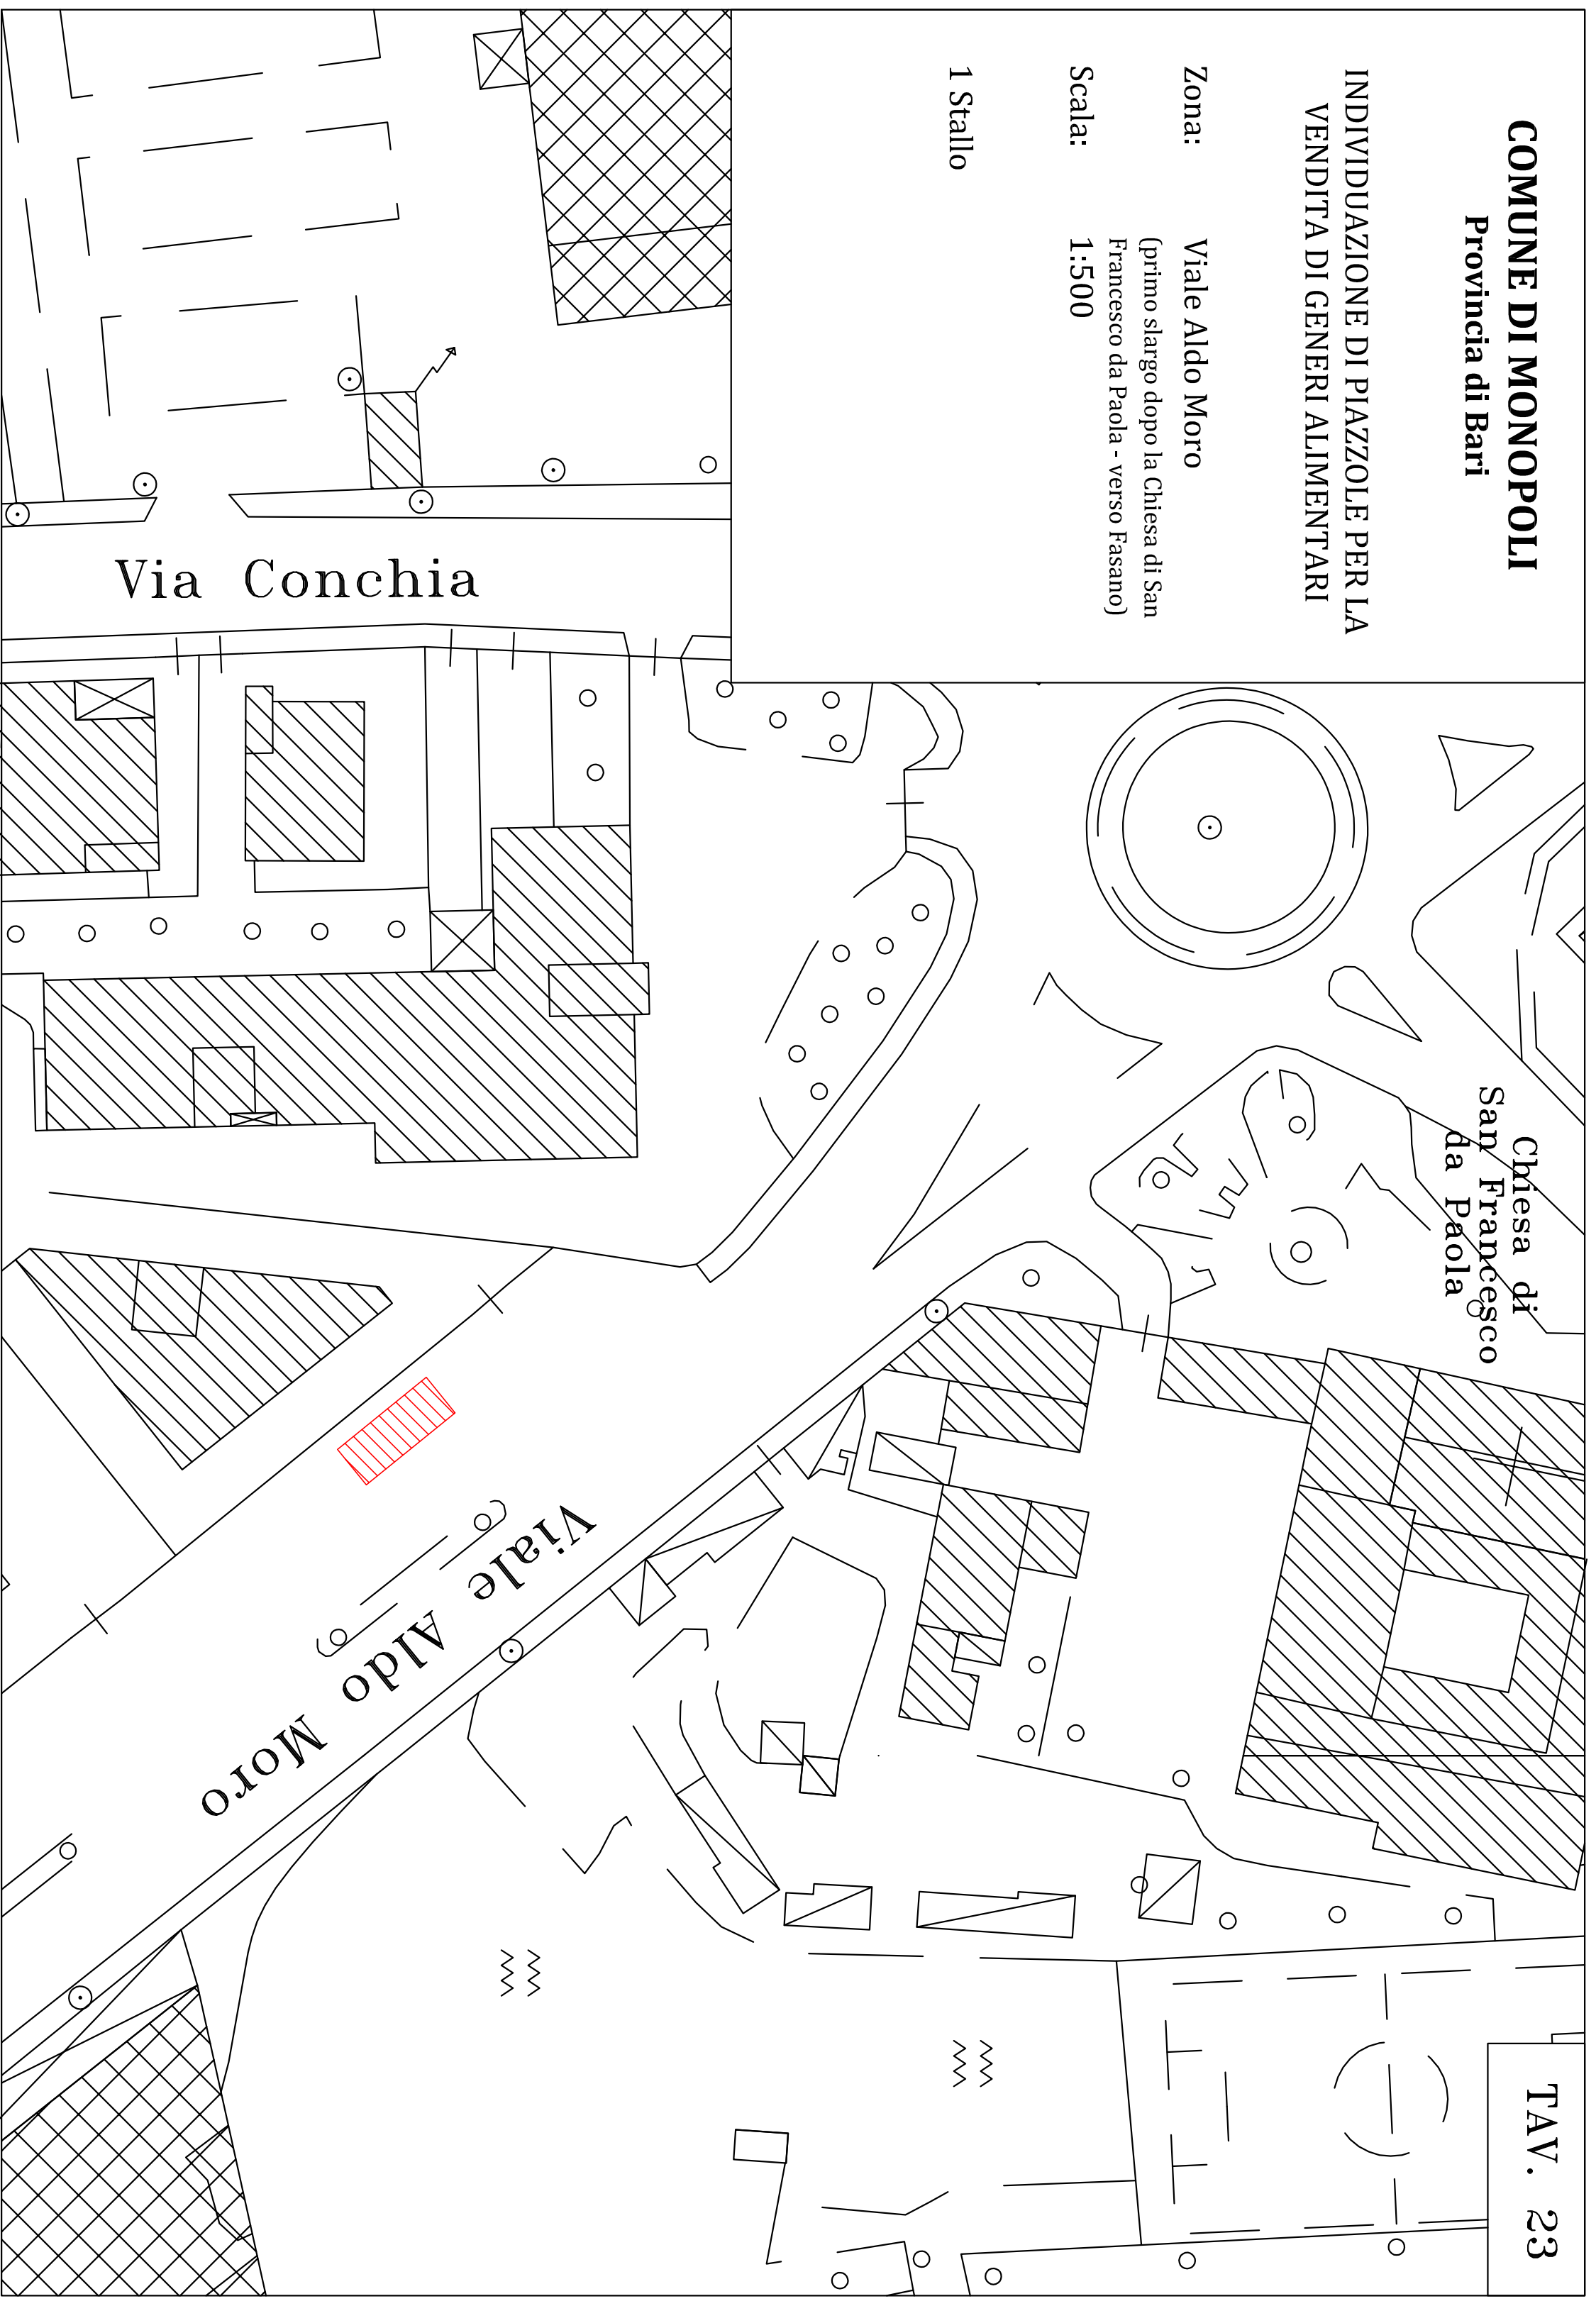 COMUNE DI MONOPOLI
Provincia di Bari
INDIVIDUAZIONE DI PIAZZOLE PER LA
VENDITA DI GENERI ALIMENTARI
Zona: Viale Aldo Moro
(primo slargo dopo la Chiesa di San
Francesco da Paola - verso Fasano)
Scala: 1:500
1 Stallo
Via Conchia
Chiesa di
San Francesco
da Paola
Viale Aldo Moro
TAV. 23